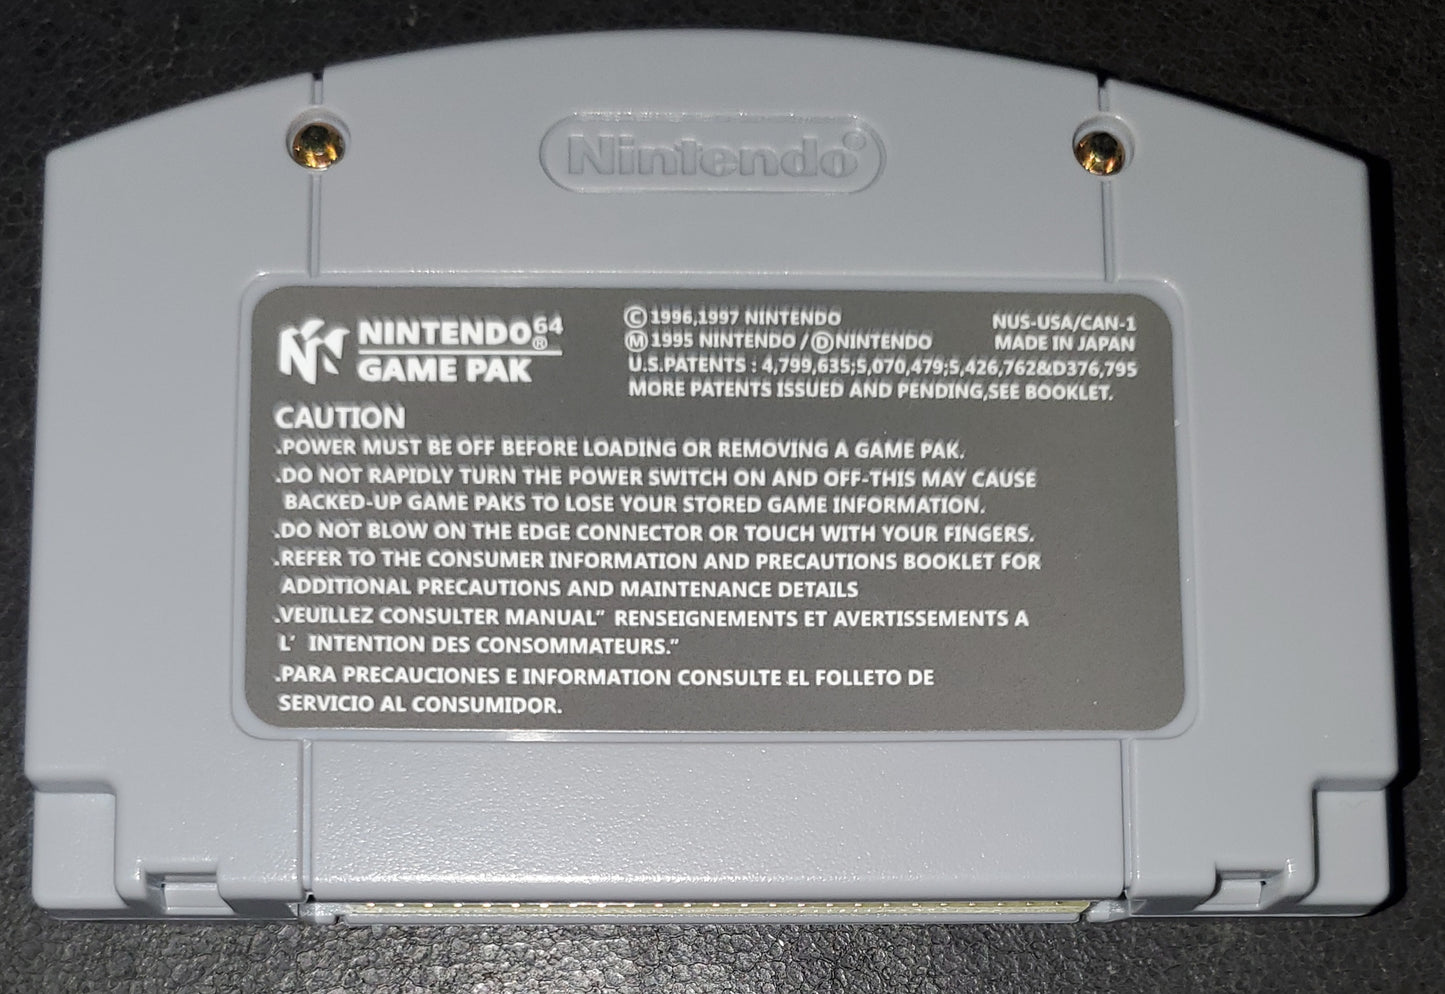 Nintendo®
NINTENDO64®
GAME PAK
©1996,1997 NINTENDO
Ⓜ1995 NINTENDO/ⒹNINTENDO
U.S.PATENTS : 4,799,635;5,070,479;5,426,762&D376,795
MORE PATENTS ISSUED AND PENDING,SEE BOOKLET.
NUS-USA/CAN-1
MADE IN JAPAN
CAUTION
.POWER MUST BE OFF BEFORE LOADING OR REMOVING A GAME PAK.
.DO NOT RAPIDLY TURN THE POWER SWITCH ON AND OFF-THIS MAY CAUSE
BACKED-UP GAME PAKS TO LOSE YOUR STORED GAME INFORMATION.
.DO NOT BLOW ON THE EDGE CONNECTOR OR TOUCH WITH YOUR FINGERS.
.REFER TO THE CONSUMER INFORMATION AND PRECAUTIONS BOOKLET FOR
ADDITIONAL PRECAUTIONS AND MAINTENANCE DETAILS
.VEUILLEZ CONSULTER MANUAL” RENSEIGNEMENTS ET AVERTISSEMENTS A
L’ INTENTION DES CONSOMMATEURS.”
.PARA PRECAUCIONES E INFORMATION CONSULTE EL FOLLETO DE
SERVICIO AL CONSUMIDOR.